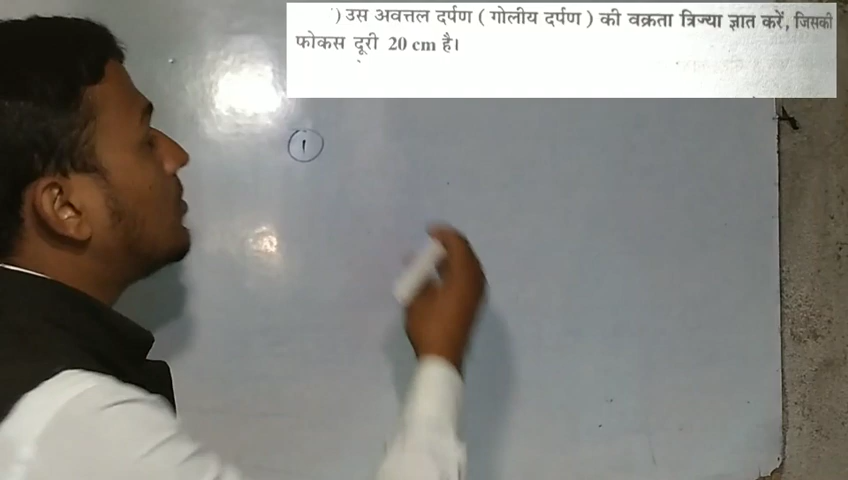 ) उस अवत्तल दर्पण ( गोलीय दर्पण ) की वक्रता त्रिज्या ज्ञात करें, जिसकी
फोकस दूरी 20 cm है।
1